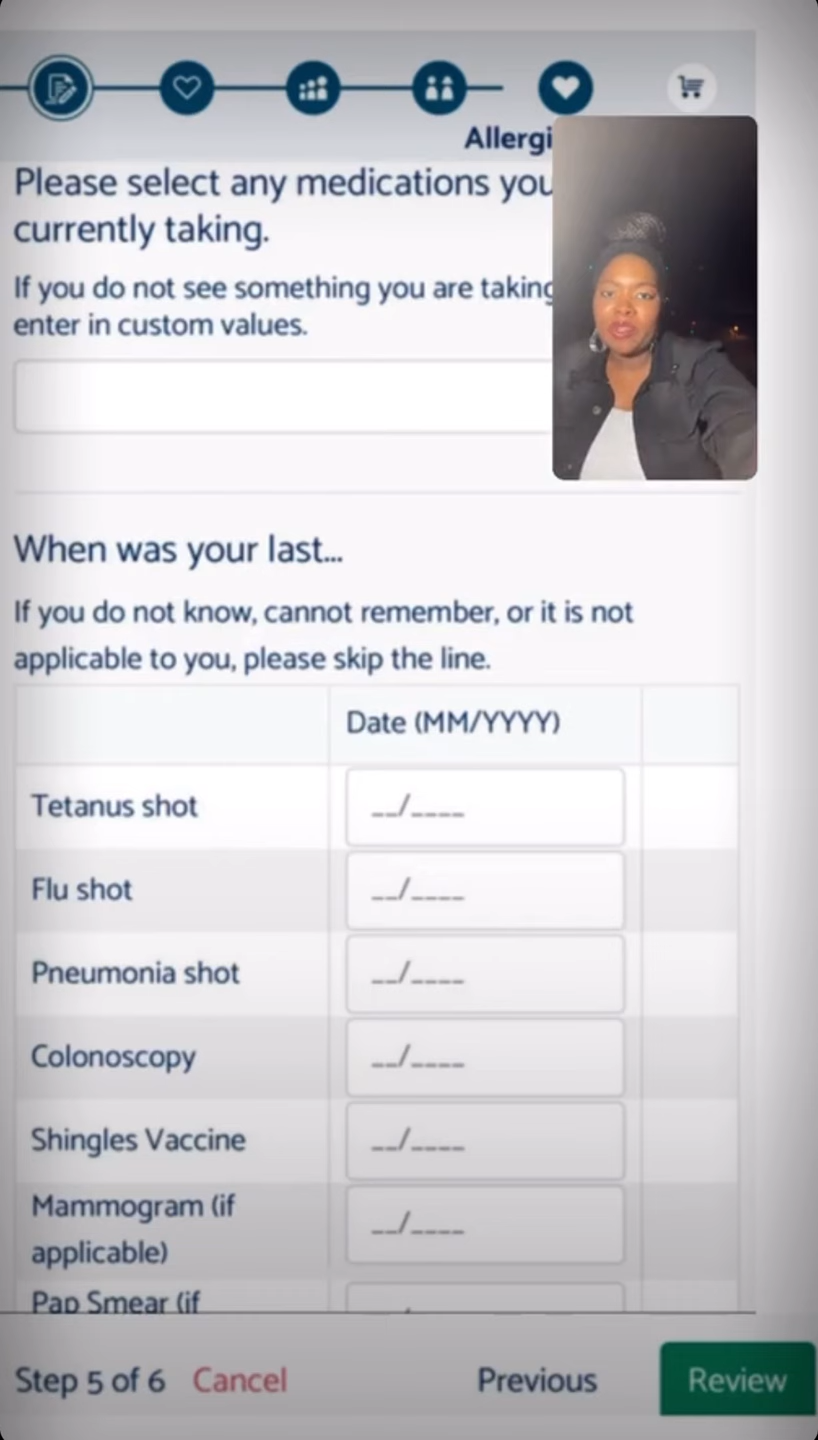 Allergi
Please select any medications you
currently taking.
If you do not see something you are taking
enter in custom values.
When was your last...
If you do not know, cannot remember, or it is not
applicable to you, please skip the line.
Date (MM/YYYY)
Tetanus shot __/____
Flu shot __/____
Pneumonia shot __/____
Colonoscopy __/____
Shingles Vaccine __/____
Mammogram (if
applicable) __/____
Pap Smear (if
Step 5 of 6 Cancel Previous Review